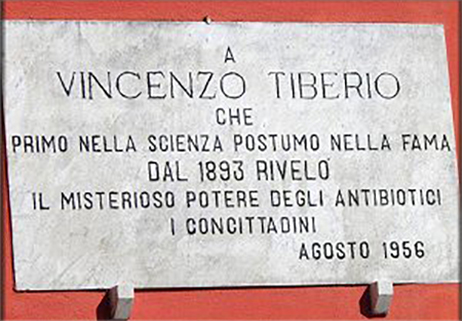 A
VINCENZO TIBERIO
CHE
PRIMO NELLA SCIENZA POSTUMO NELLA FAMA
DAL 1893 RIVELÒ
IL MISTERIOSO POTERE DEGLI ANTIBIOTICI
I CONCITTADINI
AGOSTO 1956